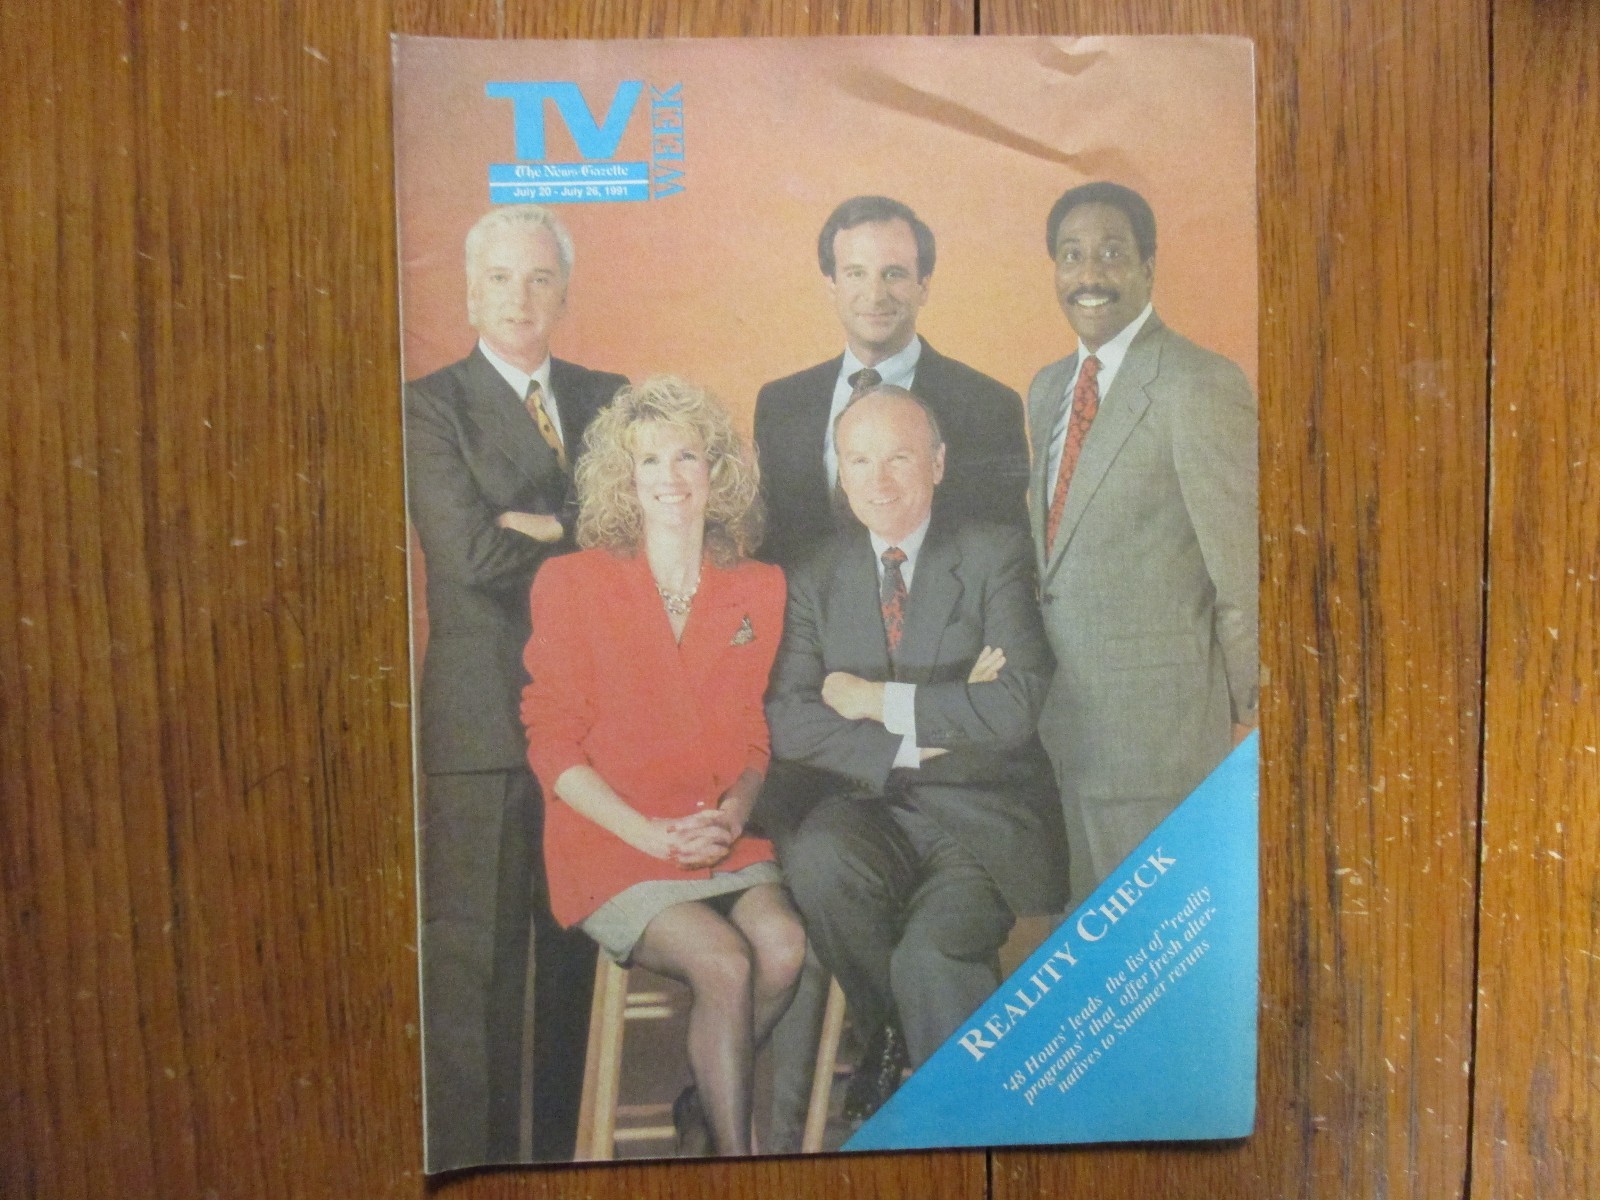 TV
WEEK
The News-Gazette
July 20 - July 26, 1991
REALITY CHECK
'48 Hours' leads the list of "reality
programs" that offer fresh alter-
natives to Summer reruns